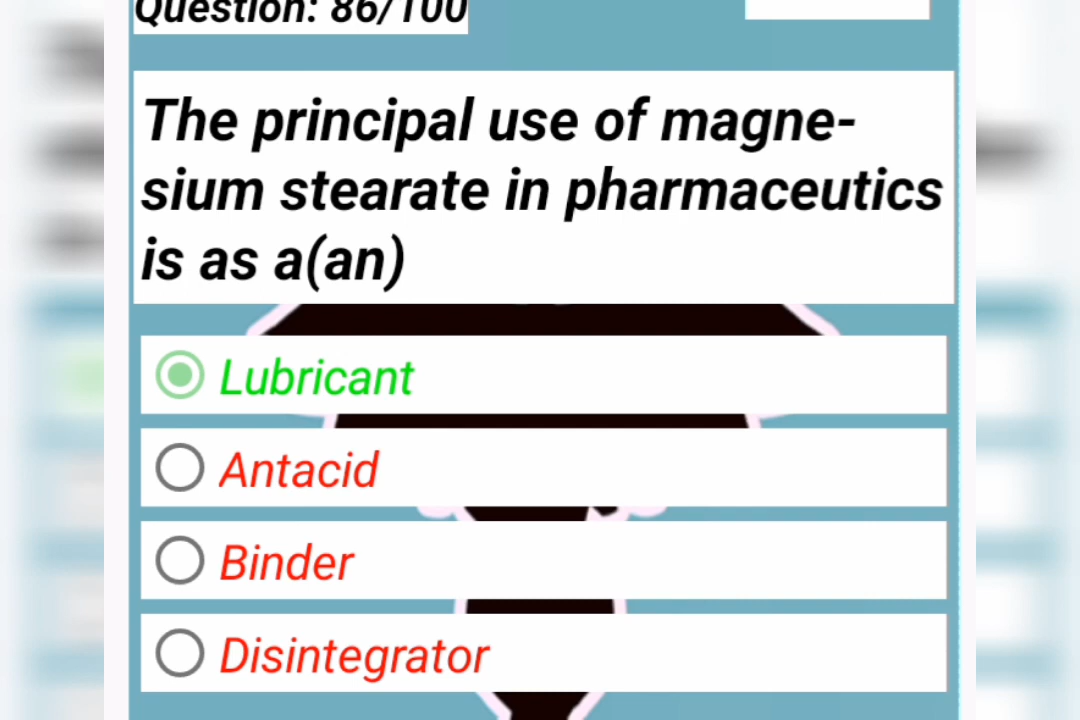 Question: 86/100
The principal use of magne-
sium stearate in pharmaceutics
is as a(an)
Lubricant
Antacid
Binder
Disintegrator